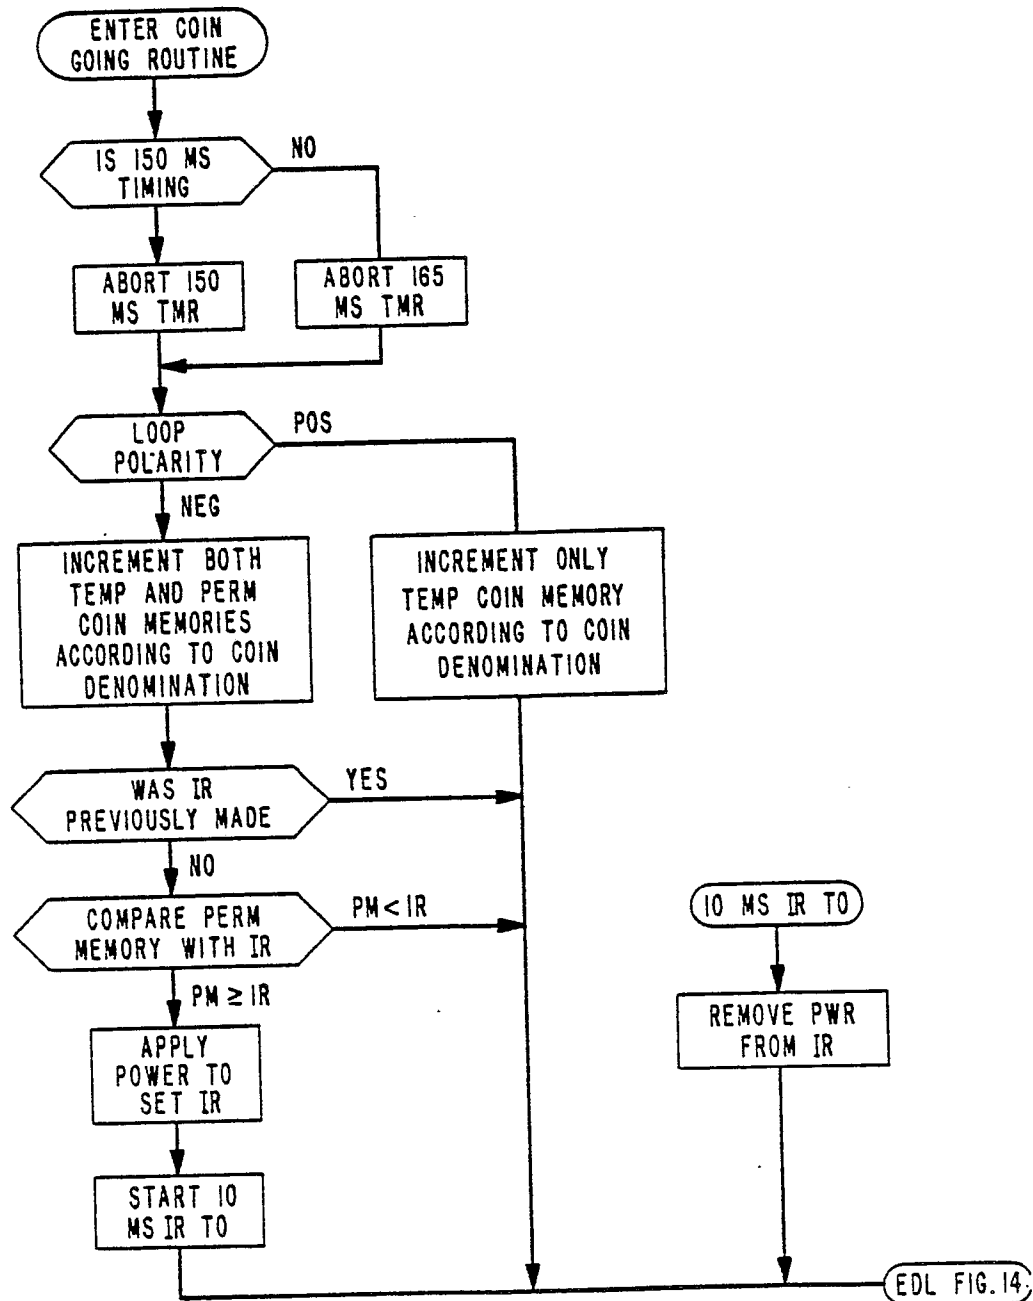 ENTER COIN
GOING ROUTINE
IS 150 MS
TIMING
NO
ABORT 150
MS TMR
ABORT 165
MS TMR
LOOP
POLARITY
POS
NEG
INCREMENT BOTH
TEMP AND PERM
COIN MEMORIES
ACCORDING TO COIN
DENOMINATION
INCREMENT ONLY
TEMP COIN MEMORY
ACCORDING TO COIN
DENOMINATION
WAS IR
PREVIOUSLY MADE
YES
NO
COMPARE PERM
MEMORY WITH IR
PM < IR
PM ≥ IR
APPLY
POWER TO
SET IR
START 10
MS IR TO
10 MS IR TO
REMOVE PWR
FROM IR
EDL FIG. 14